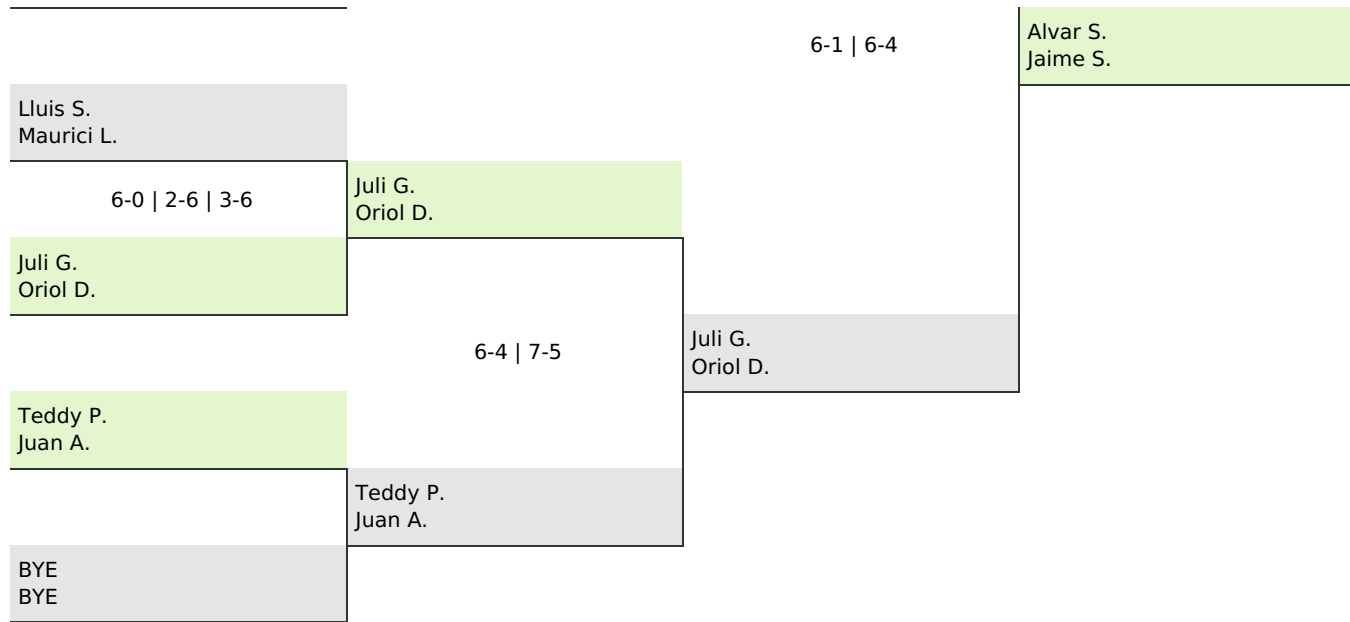 6-1 | 6-4
Alvar S.
Jaime S.
Lluis S.
Maurici L.
6-0 | 2-6 | 3-6
Juli G.
Oriol D.
Juli G.
Oriol D.
6-4 | 7-5
Juli G.
Oriol D.
Teddy P.
Juan A.
Teddy P.
Juan A.
BYE
BYE